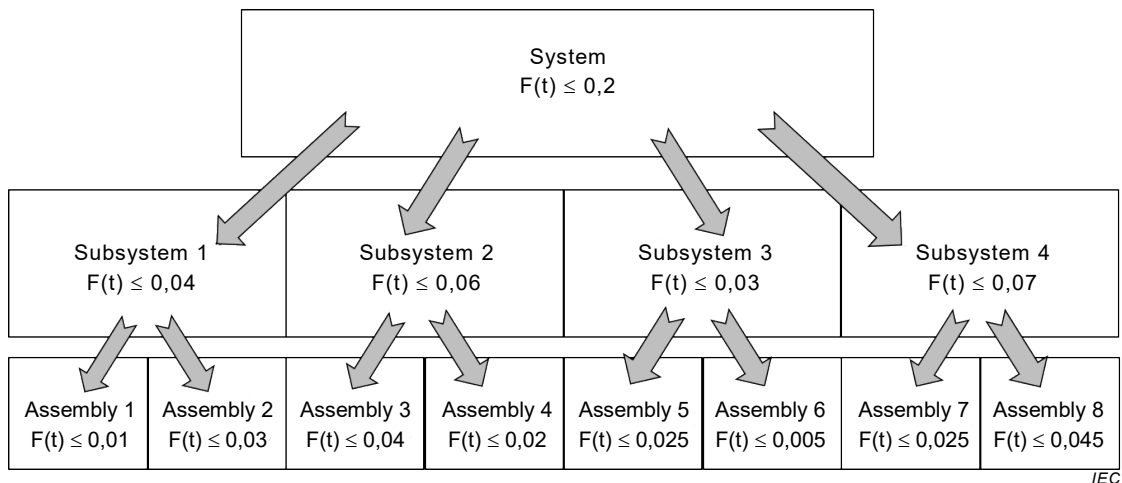 System
F(t) ≤ 0,2
Subsystem 1
F(t) ≤ 0,04
Subsystem 2
F(t) ≤ 0,06
Subsystem 3
F(t) ≤ 0,03
Subsystem 4
F(t) ≤ 0,07
Assembly 1
F(t) ≤ 0,01
Assembly 2
F(t) ≤ 0,03
Assembly 3
F(t) ≤ 0,04
Assembly 4
F(t) ≤ 0,02
Assembly 5
F(t) ≤ 0,025
Assembly 6
F(t) ≤ 0,005
Assembly 7
F(t) ≤ 0,025
Assembly 8
F(t) ≤ 0,045
IEC